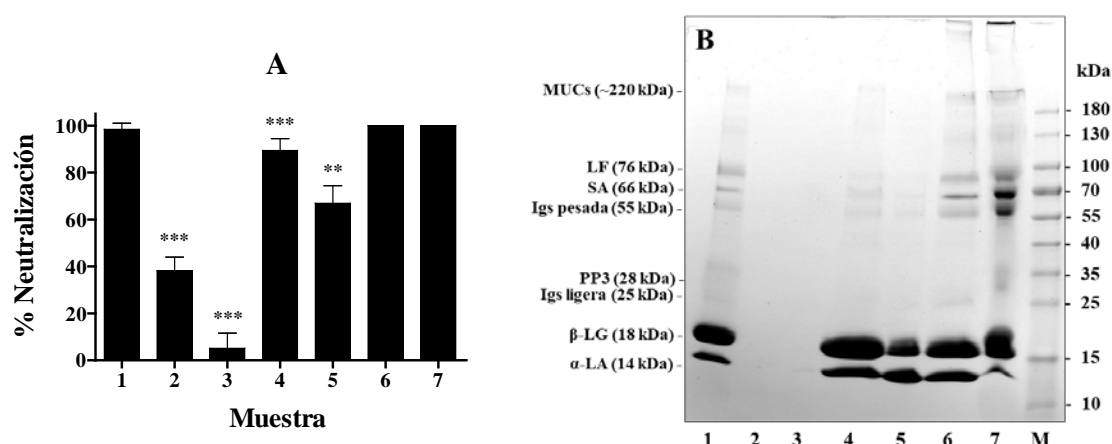 A
% Neutralización
100
80
60
40
20
0
***
***
***
**
1 2 3 4 5 6 7
Muestra
B
MUCs (~220 kDa)
LF (76 kDa)
SA (66 kDa)
Igs pesada (55 kDa)
PP3 (28 kDa)
Igs ligera (25 kDa)
β-LG (18 kDa)
α-LA (14 kDa)
kDa
180
130
100
70
55
40
35
25
15
10
1 2 3 4 5 6 7 M